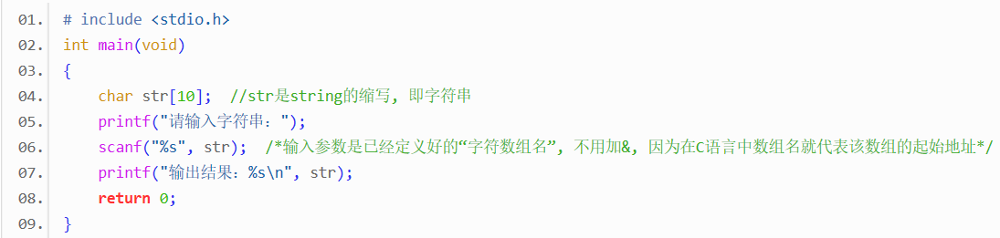 01. # include <stdio.h>
02. int main(void)
03. {
04. char str[10]; //str是string的缩写, 即字符串
05. printf("请输入字符串：");
06. scanf("%s", str); /*输入参数是已经定义好的“字符数组名”, 不用加&, 因为在C语言中数组名就代表该数组的起始地址*/
07. printf("输出结果：%s\n", str);
08. return 0;
09. }